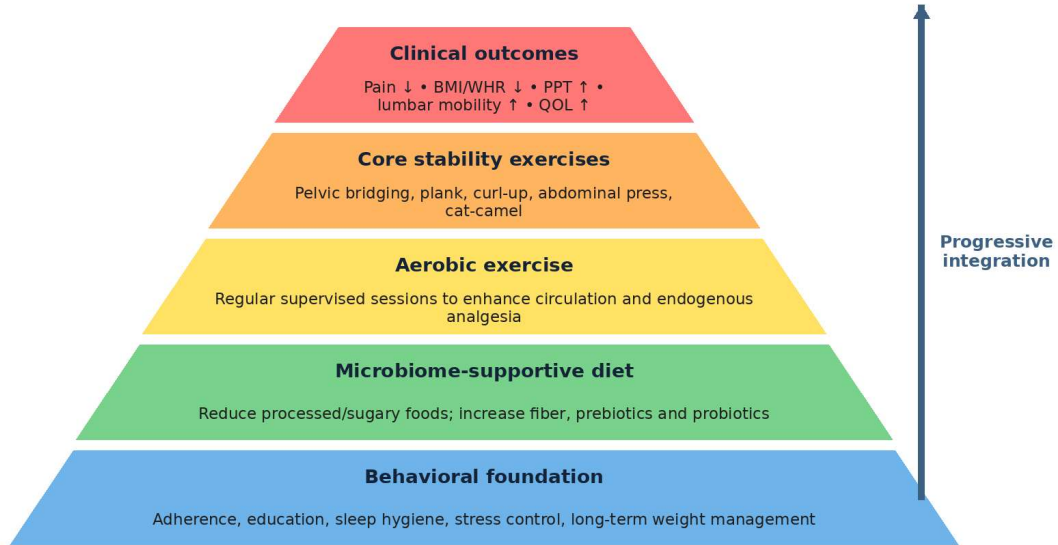 Clinical outcomes
Pain ↓ • BMI/WHR ↓ • PPT ↑ •
lumbar mobility ↑ • QOL ↑
Core stability exercises
Pelvic bridging, plank, curl-up, abdominal press,
cat-camel
Aerobic exercise
Regular supervised sessions to enhance circulation and endogenous
analgesia
Microbiome-supportive diet
Reduce processed/sugary foods; increase fiber, prebiotics and probiotics
Behavioral foundation
Adherence, education, sleep hygiene, stress control, long-term weight management
Progressive
integration